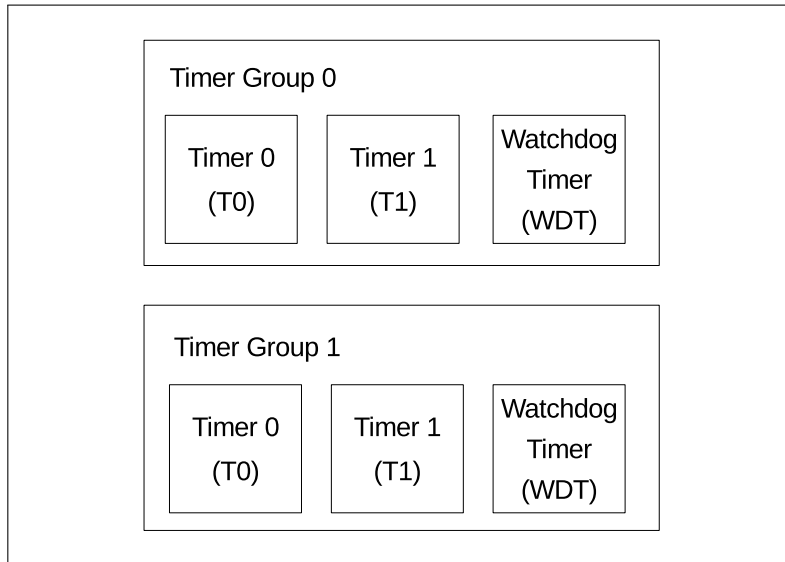 Timer Group 0
Timer 0
(T0)
Timer 1
(T1)
Watchdog
Timer
(WDT)
Timer Group 1
Timer 0
(T0)
Timer 1
(T1)
Watchdog
Timer
(WDT)